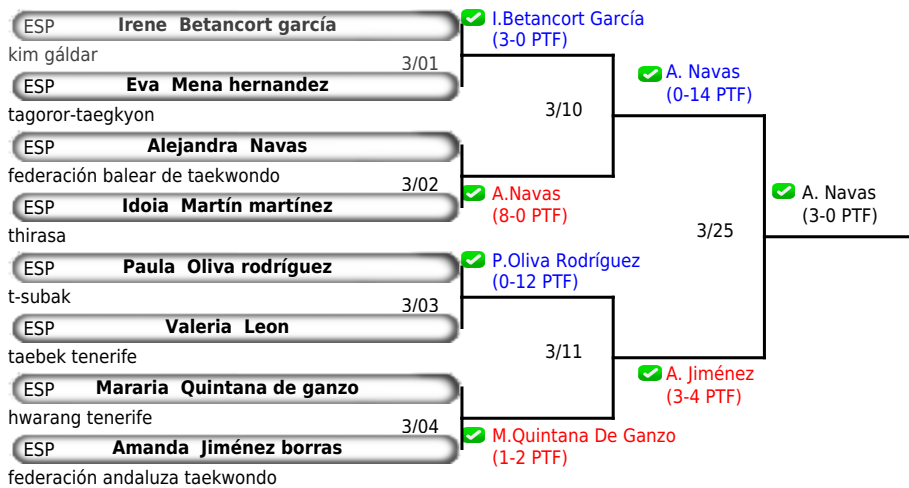 ESP Irene Betancort garcía
kim gáldar
3/01
ESP Eva Mena hernandez
tagoror-taegkyon
ESP Alejandra Navas
federación balear de taekwondo
3/02
ESP Idoia Martín martínez
thirasa
ESP Paula Oliva rodríguez
t-subak
3/03
ESP Valeria Leon
taebek tenerife
ESP Mararia Quintana de ganzo
hwarang tenerife
3/04
ESP Amanda Jiménez borras
federación andaluza taekwondo
I.Betancort García
(3-0 PTF)
3/10
A.Navas
(8-0 PTF)
P.Oliva Rodríguez
(0-12 PTF)
3/11
M.Quintana De Ganzo
(1-2 PTF)
A. Navas
(0-14 PTF)
3/25
A. Jiménez
(3-4 PTF)
A. Navas
(3-0 PTF)